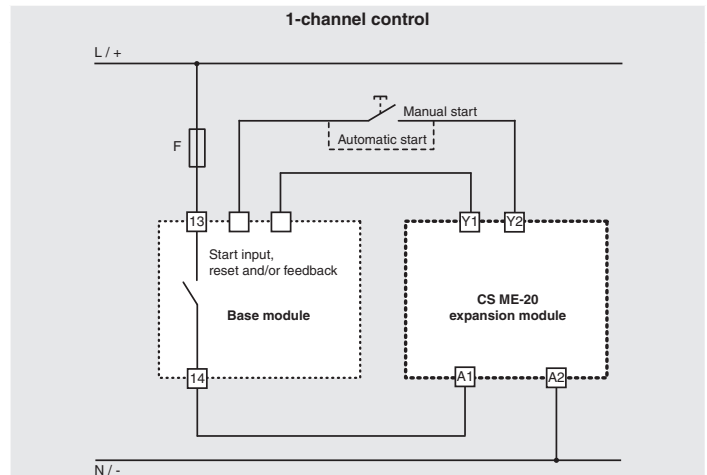 1-channel control
L / +
Manual start
Automatic start
F
13
Y1
Y2
Start input,
reset and/or feedback
Base module
CS ME-20
expansion module
14
A1
A2
N / -